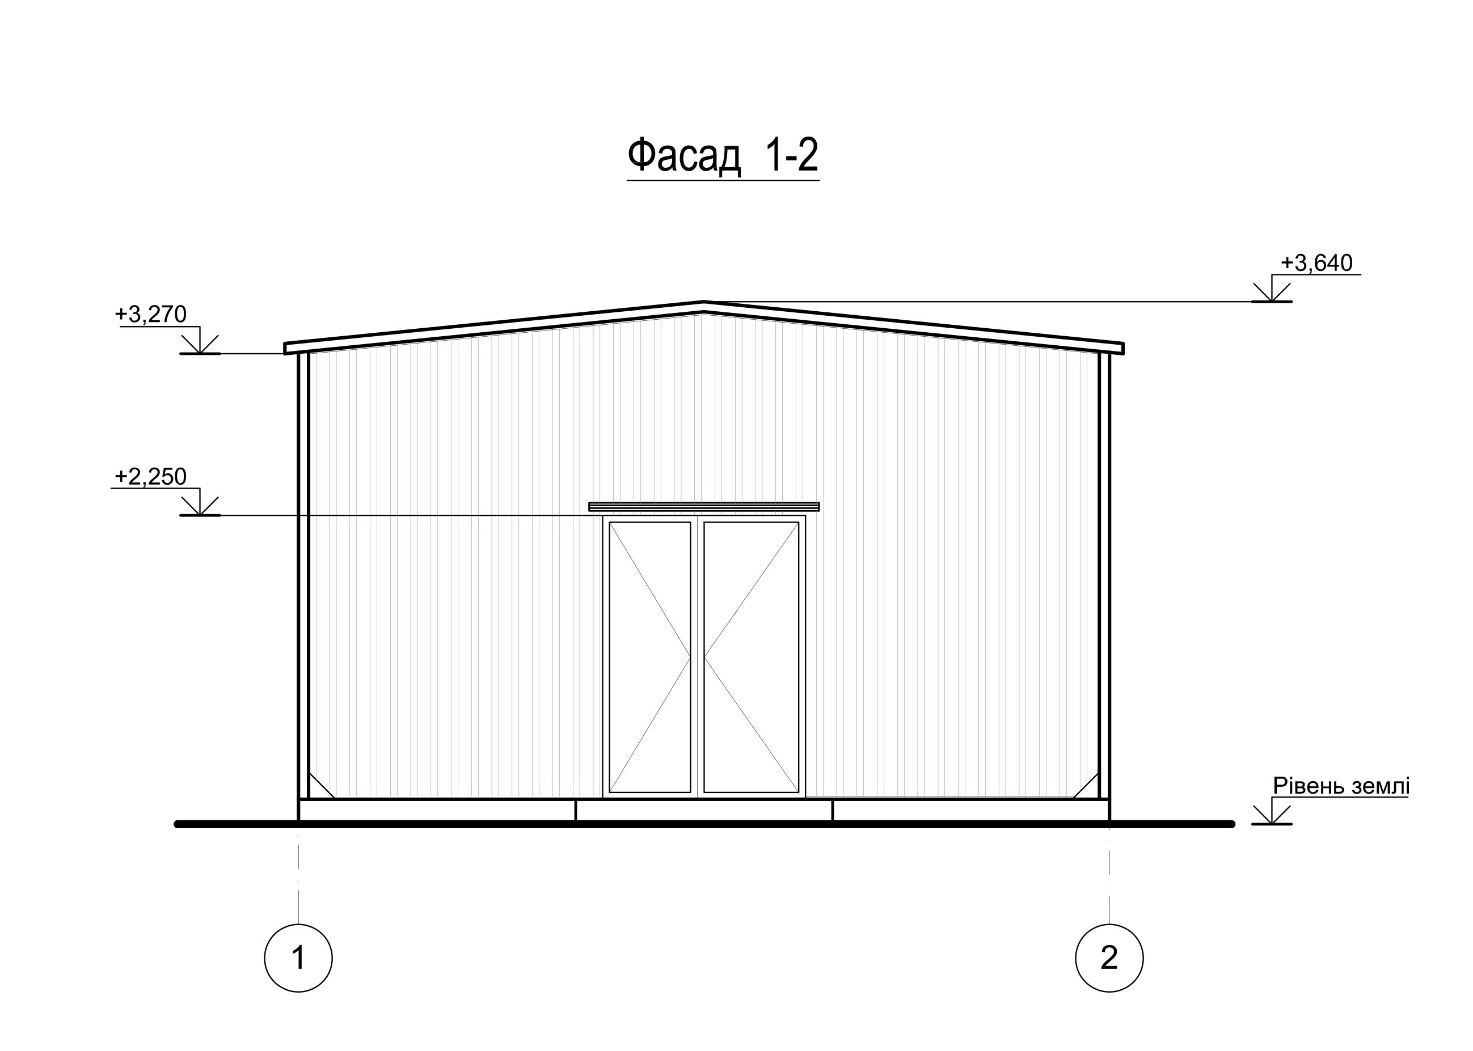 Фасад 1-2
+3,640
+3,270
+2,250
Рівень землі
1
2